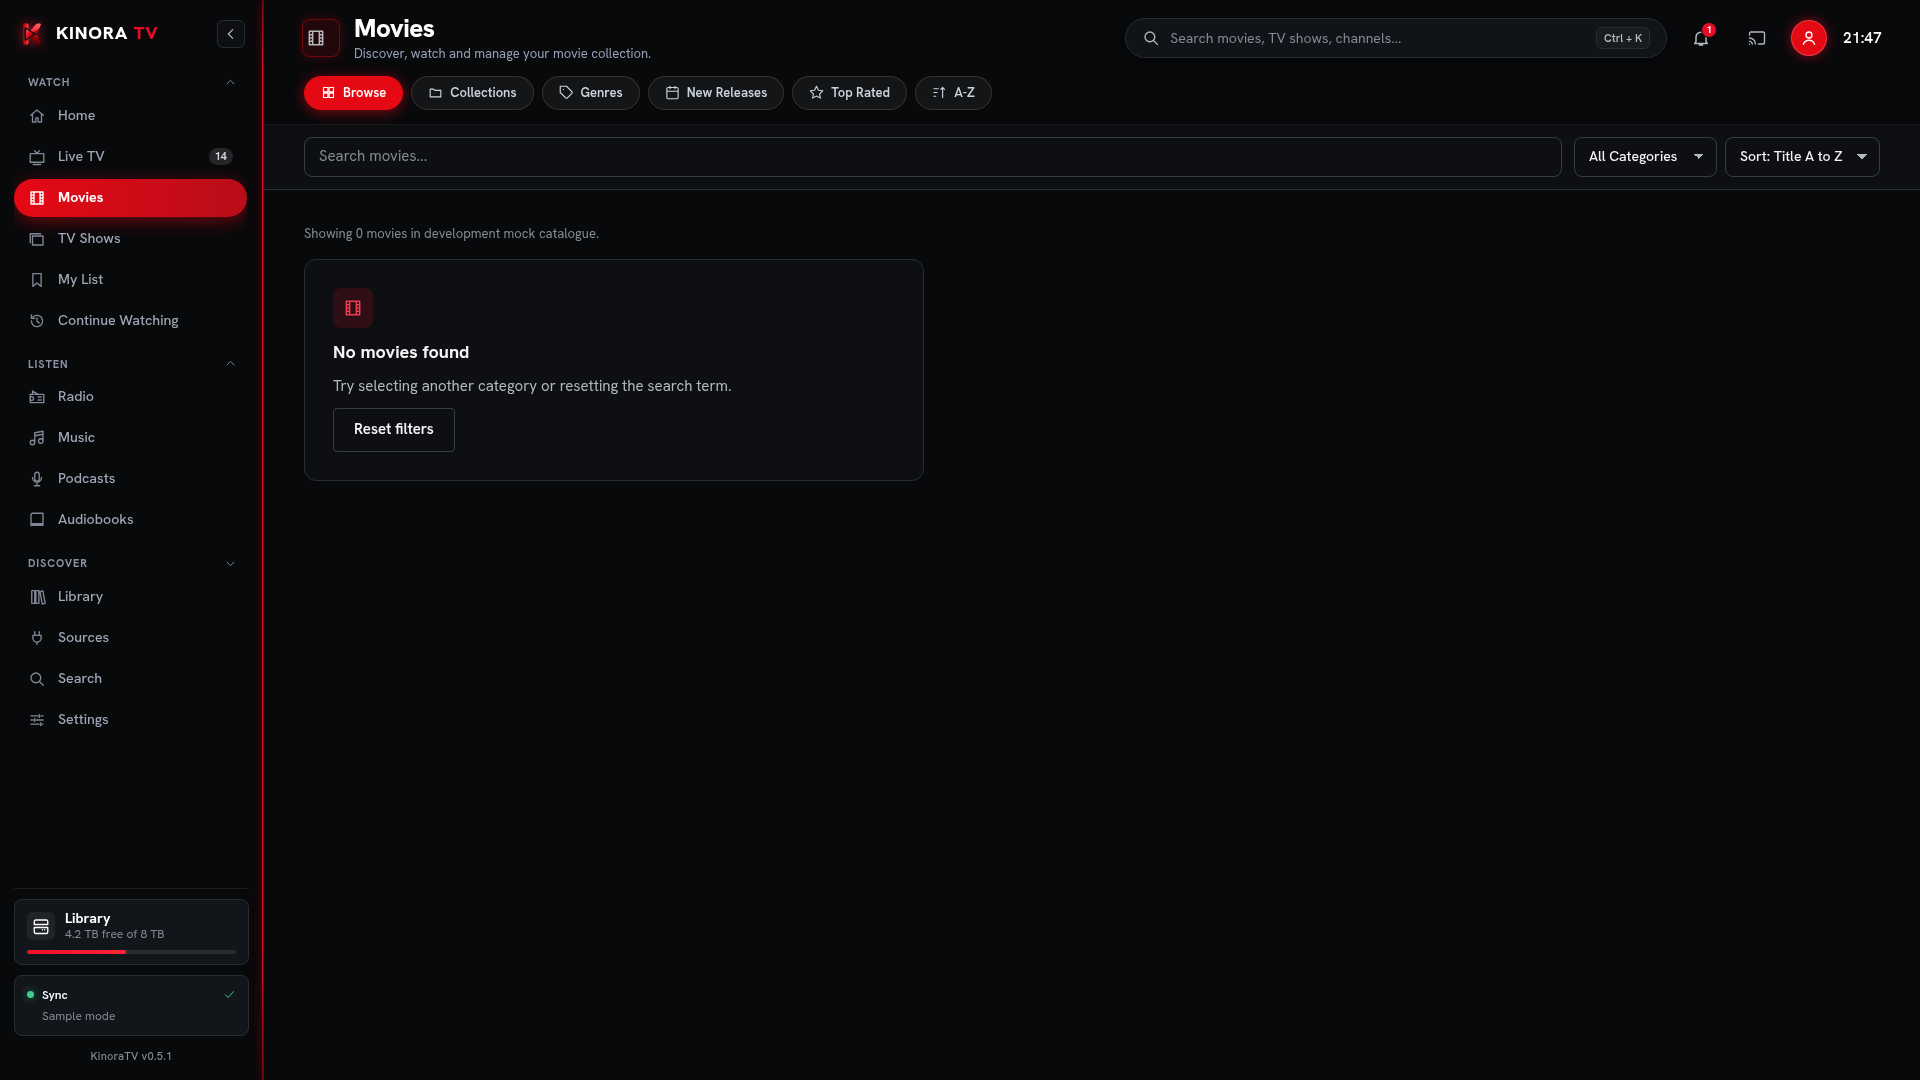 KINORA TV
WATCH
Home
Live TV 14
Movies
TV Shows
My List
Continue Watching
LISTEN
Radio
Music
Podcasts
Audiobooks
DISCOVER
Library
Sources
Search
Settings
Library
4.2 TB free of 8 TB
Sync
Sample mode
KinoraTV v0.5.1
Movies
Discover, watch and manage your movie collection.
Search movies, TV shows, channels... Ctrl + K
1
21:47
Browse Collections Genres New Releases Top Rated A-Z
Search movies... All Categories Sort: Title A to Z
Showing 0 movies in development mock catalogue.
No movies found
Try selecting another category or resetting the search term.
Reset filters